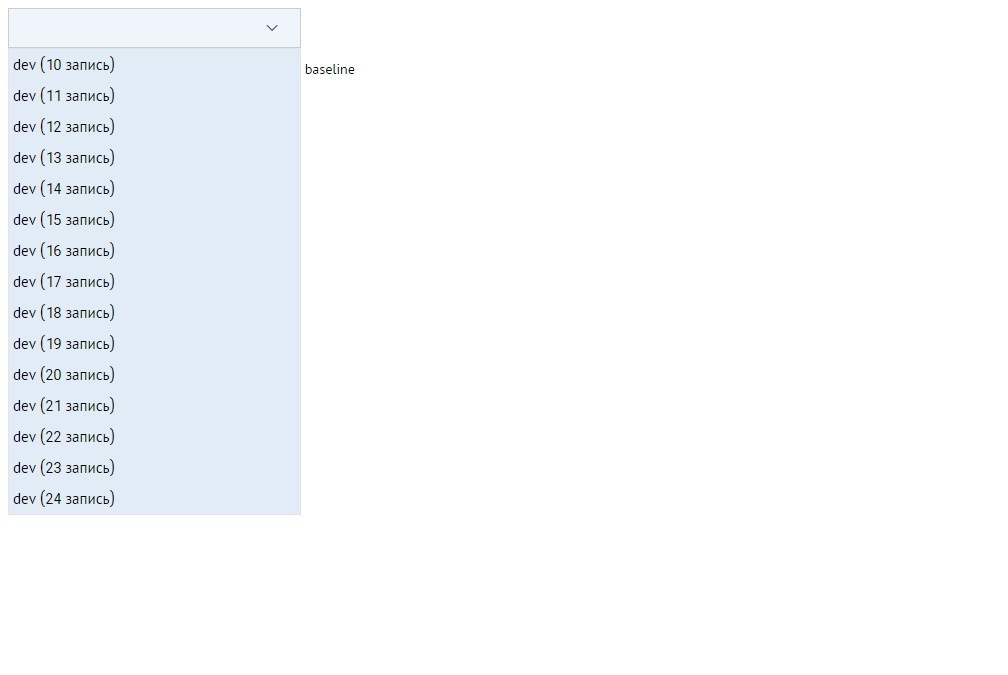 dev (10 запись)
baseline
dev (11 запись)
dev (12 запись)
dev (13 запись)
dev (14 запись)
dev (15 запись)
dev (16 запись)
dev (17 запись)
dev (18 запись)
dev (19 запись)
dev (20 запись)
dev (21 запись)
dev (22 запись)
dev (23 запись)
dev (24 запись)